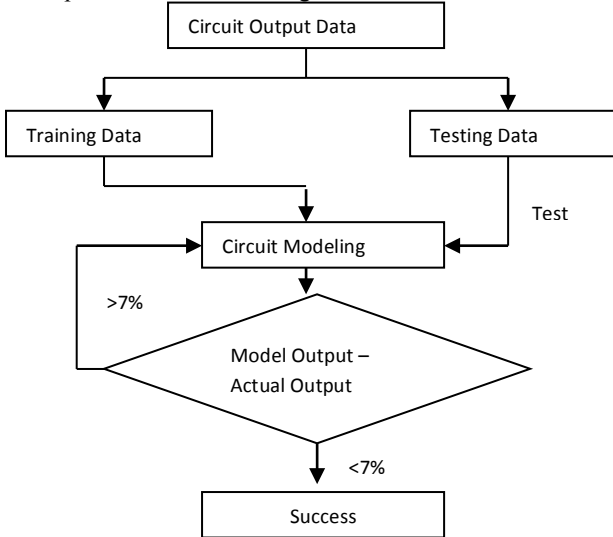 Circuit Output Data
Training Data
Testing Data
Test
Circuit Modeling
>7%
Model Output –
Actual Output
<7%
Success